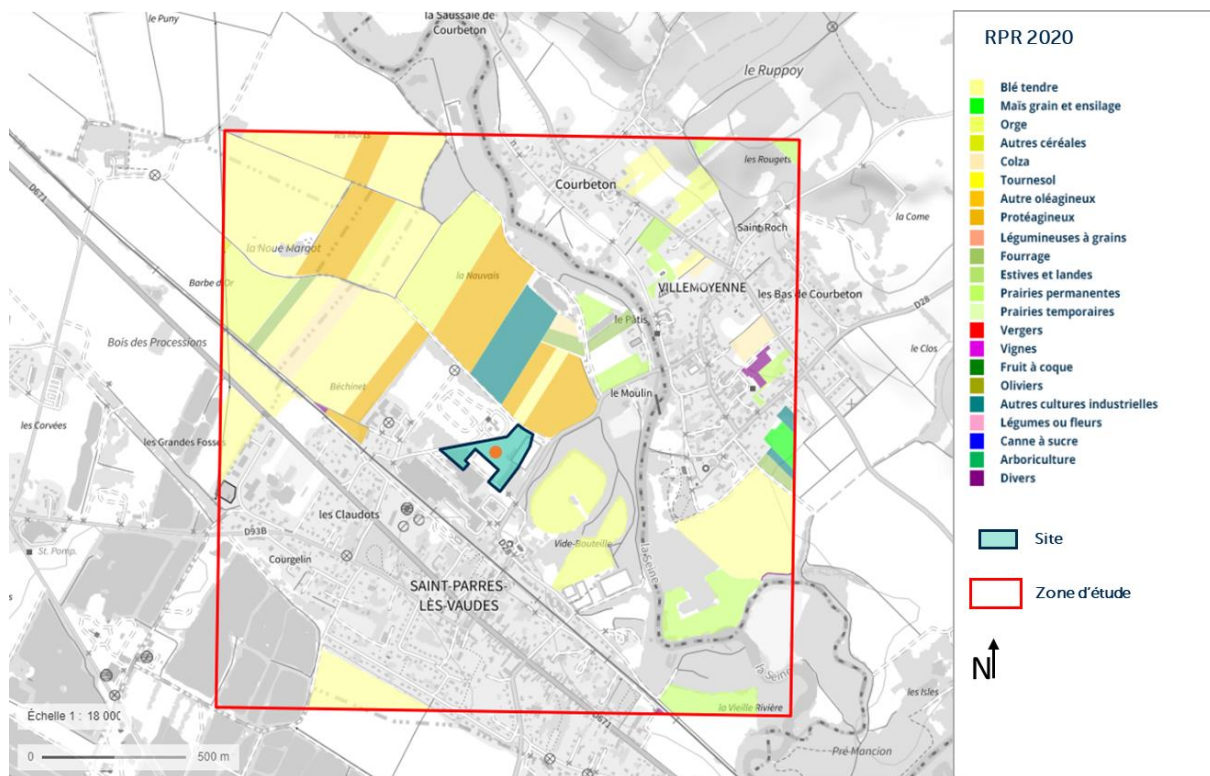 le Puny
la Saussaie de
Courbeton
le Ruppoy
D671
les Rougets
Courbeton
la Come
Saint Roch
la Noue Margot
la Nauvais
Barbe d'Or
VILLEMOYENNE
les Bas de Courbeton
D28
le Pâtis
Bois des Processions
le Clos
Béchinet
le Moulin
les Corvées
les Grandes Fosses
les Claudots
D93B
Vide-Bouteille
St. Pomp.
Courgelin
la Seine
SAINT-PARRES-
LÈS-VAUDES
la Seine
les Isles
la Vieille Rivière
D671
Pré Mancion
Échelle 1 : 18 000
0 500 m
RPR 2020
Blé tendre
Maïs grain et ensilage
Orge
Autres céréales
Colza
Tournesol
Autre oléagineux
Protéagineux
Légumineuses à grains
Fourrage
Estives et landes
Prairies permanentes
Prairies temporaires
Vergers
Vignes
Fruit à coque
Oliviers
Autres cultures industrielles
Légumes ou fleurs
Canne à sucre
Arboriculture
Divers
Site
Zone d'étude
N